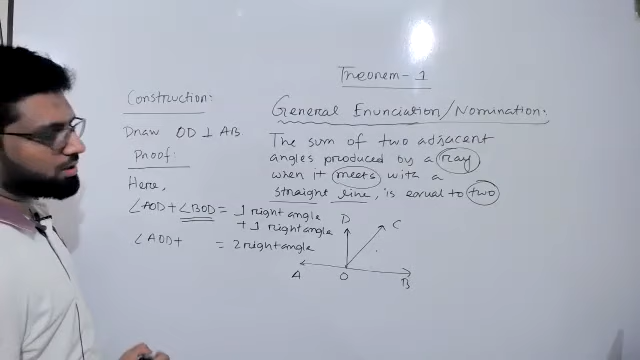 Theorem-1
Construction:
Draw OD ⊥ AB
Proof:
Here,
∠AOD + ∠BOD = 1 right angle
+ 1 right angle
∠AOD + = 2 right angle
General Enunciation/Nomination:
The sum of two adjacent
angles produced by a ray
when it meets with a
straight line, is equal to two
D
C
A
O
B